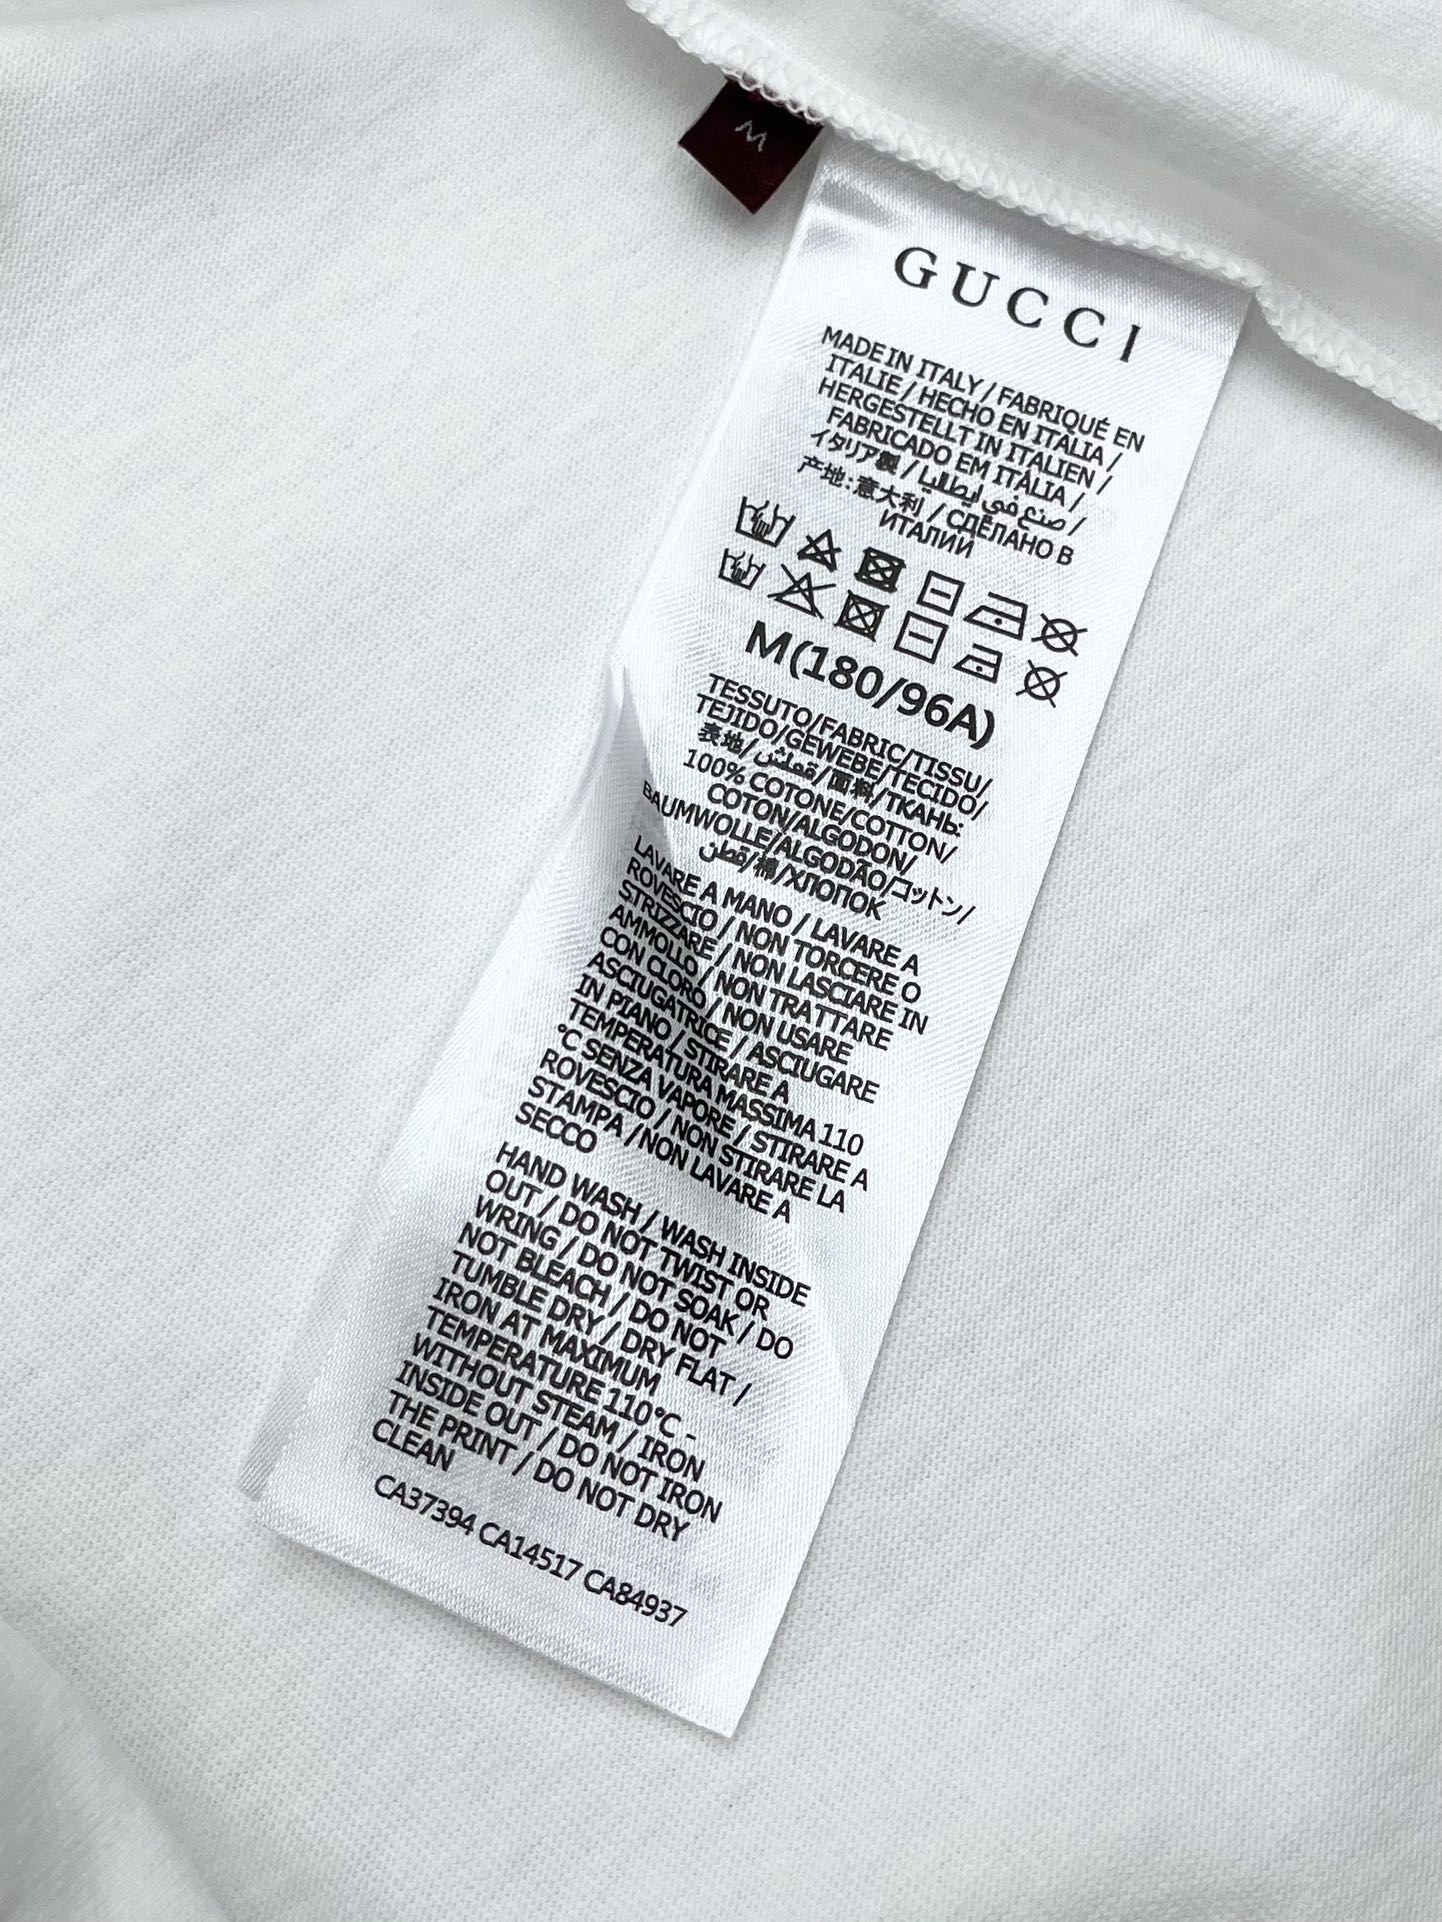 M
GUCCI
MADE IN ITALY / FABRIQUÉ EN
ITALIE / HECHO EN ITALIA /
HERGESTELLT IN ITALIEN /
FABRICADO EM ITÁLIA /
イタリア製 / صنع في ايطاليا /
产地:意大利 / СДЕЛАНО В
ИТАЛИЙ
M(180/96A)
TESSUTO/FABRIC/TISSU/
TEJIDO/GEWEBE/TECIDO/
表地/قماش/面料/ТКАНЬ:
100% COTONE/COTTON/
COTON/ALGODON/
BAUMWOLLE/ALGODÃO/コットン/
قطن/棉/ХЛОПОК
LAVARE A MANO / LAVARE A
ROVESCIO / NON TORCERE O
STRIZZARE / NON LASCIARE IN
AMMOLLO / NON TRATTARE
CON CLORO / NON USARE
ASCIUGATRICE / ASCIUGARE
IN PIANO / STIRARE A
TEMPERATURA MASSIMA 110
°C SENZA VAPORE / STIRARE A
ROVESCIO / NON STIRARE LA
STAMPA /NON LAVARE A
SECCO
HAND WASH / WASH INSIDE
OUT / DO NOT TWIST OR
WRING / DO NOT SOAK / DO
NOT BLEACH / DO NOT
TUMBLE DRY / DRY FLAT /
IRON AT MAXIMUM
TEMPERATURE 110°C -
WITHOUT STEAM / IRON
INSIDE OUT / DO NOT IRON
THE PRINT / DO NOT DRY
CLEAN
CA37394 CA14517 CA84937